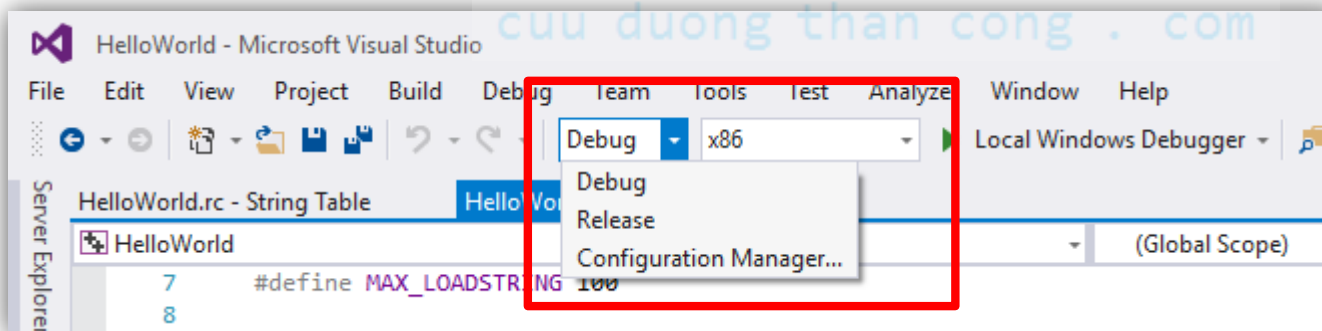 cuu duong than cong . com
HelloWorld - Microsoft Visual Studio
File Edit View Project Build Debug Team Tools Test Analyze Window Help
Debug x86 Local Windows Debugger
Debug
Release
Configuration Manager...
Server Explorer
HelloWorld.rc - String Table HelloWor
HelloWorld (Global Scope)
7 #define MAX_LOADSTRING 100
8